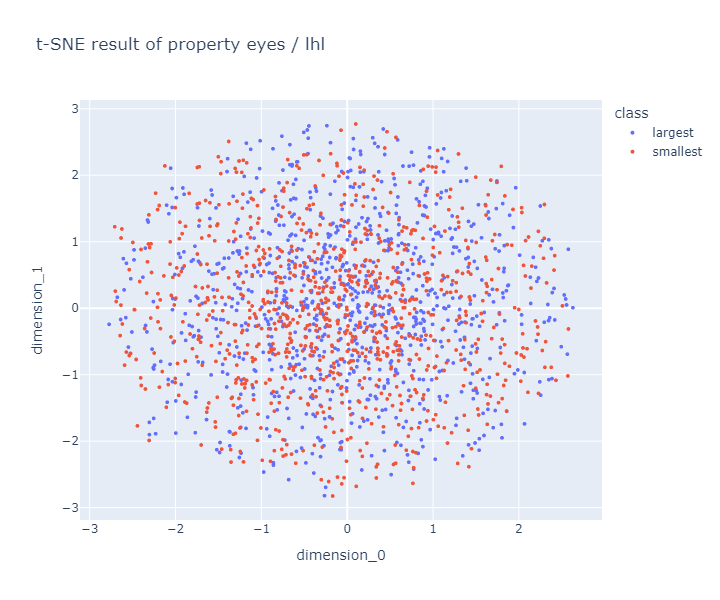 t-SNE result of property eyes / lhl
class
largest
smallest
3
2
1
0
−1
−2
−3
dimension_1
−3
−2
−1
0
1
2
dimension_0